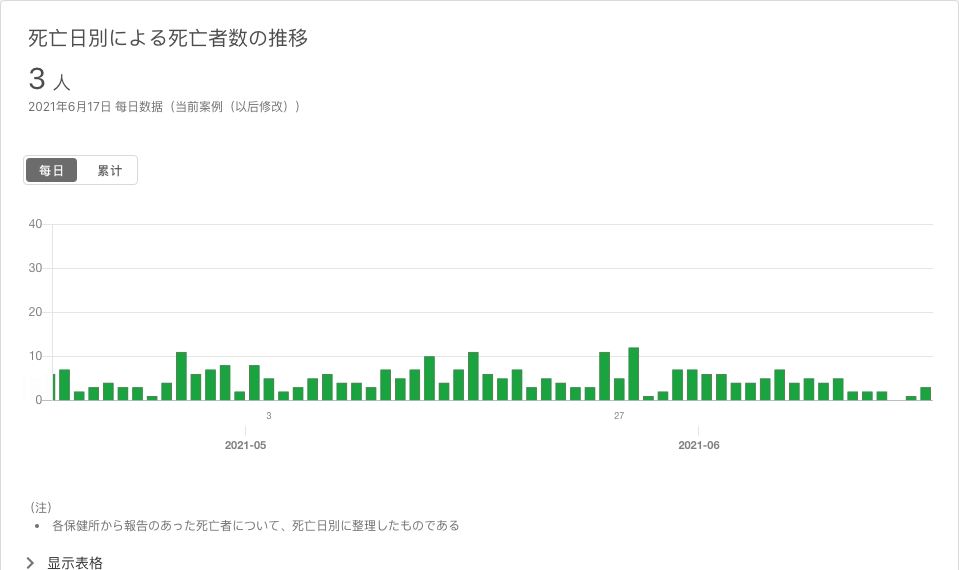 死亡日別による死亡者数の推移
3 人
2021年6月17日 每日数据（当前案例（以后修改））
每日 累计
40
30
20
10
0
3 27
2021-05 2021-06
（注）
• 各保健所から報告のあった死亡者について、死亡日別に整理したものである
显示表格